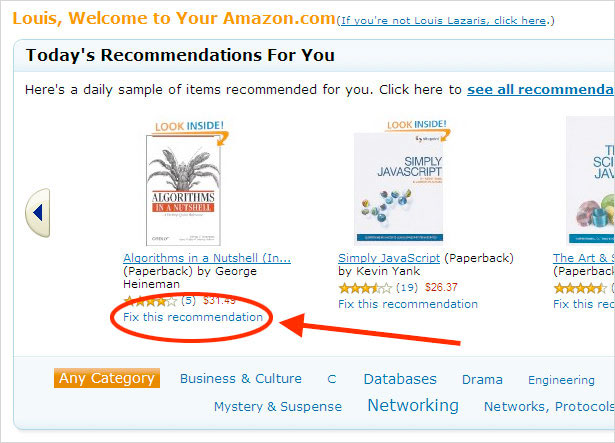 Louis, Welcome to Your Amazon.com (If you're not Louis Lazaris, click here.)
Today's Recommendations For You
Here's a daily sample of items recommended for you. Click here to see all recommenda
LOOK INSIDE!
ALGORITHMS
IN A NUTSHELL
O'REILLY
Algorithms in a Nutshell (In...
(Paperback) by George
Heineman
(5) $31.49
Fix this recommendation
LOOK INSIDE!
SIMPLY
JAVASCRIPT
Simply JavaScript (Paperback)
by Kevin Yank
(19) $26.37
Fix this recommendation
TH
SCIEN
The Art & S
(Paperback
Fix this reco
Any Category Business & Culture C Databases Drama Engineering
Mystery & Suspense Networking Networks, Protocols